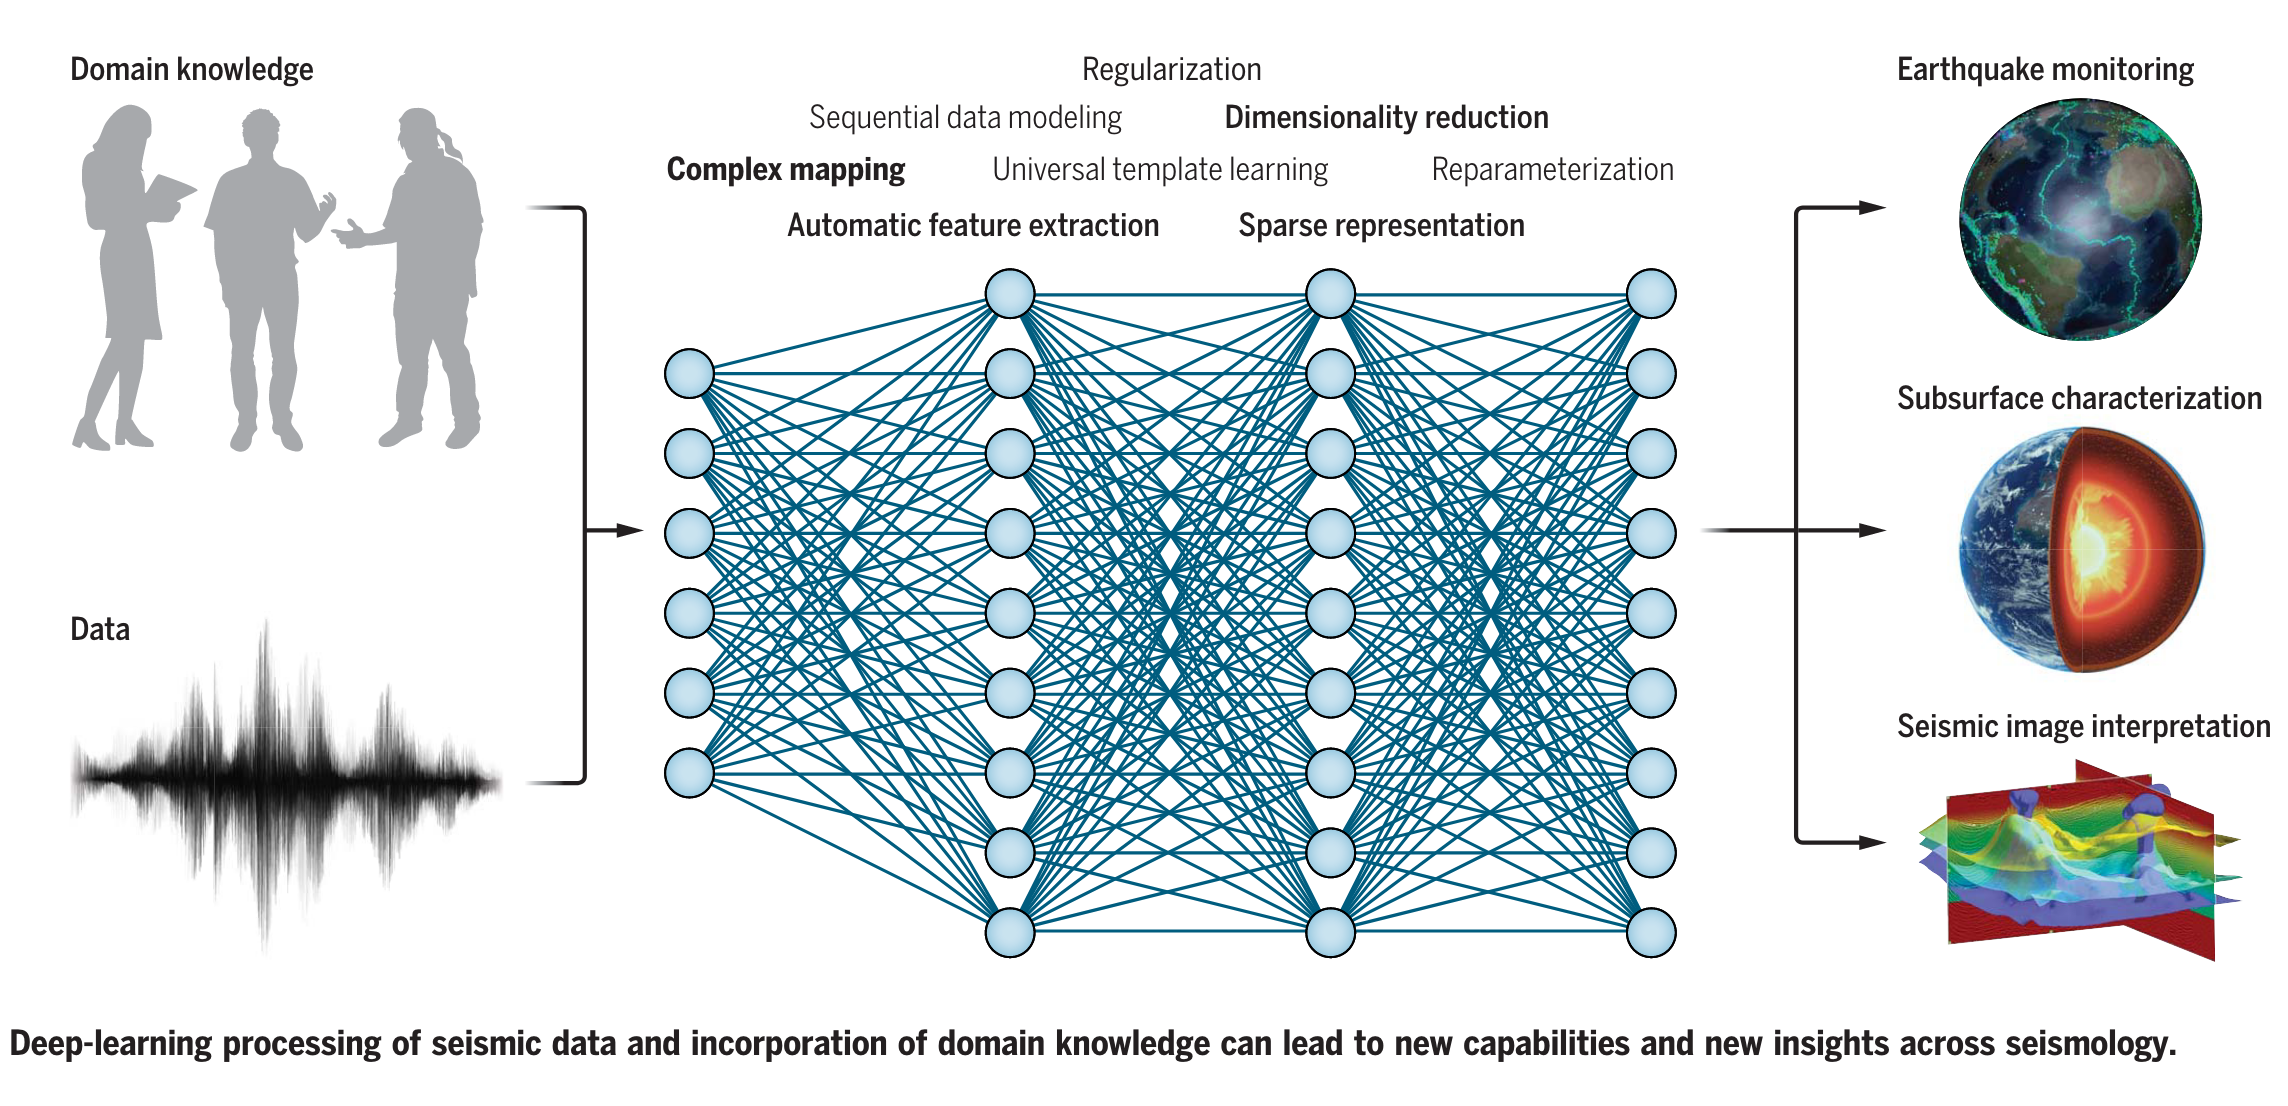 Domain knowledge
Data
Regularization
Sequential data modeling
Dimensionality reduction
Complex mapping
Universal template learning
Reparameterization
Automatic feature extraction
Sparse representation
Earthquake monitoring
Subsurface characterization
Seismic image interpretation
Deep-learning processing of seismic data and incorporation of domain knowledge can lead to new capabilities and new insights across seismology.